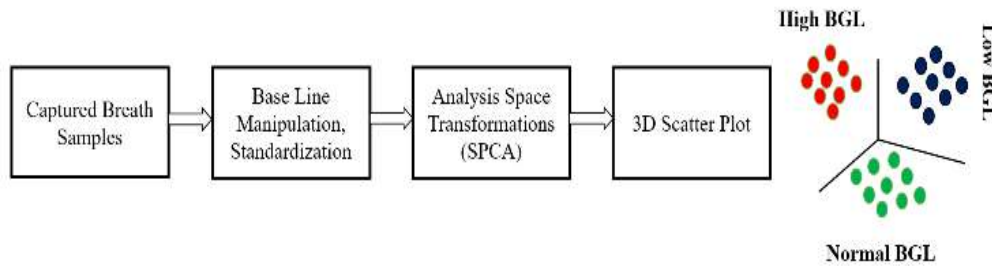 High BGL
Low BGL
Captured Breath
Samples
Base Line
Manipulation,
Standardization
Analysis Space
Transformations
(SPCA)
3D Scatter Plot
Normal BGL